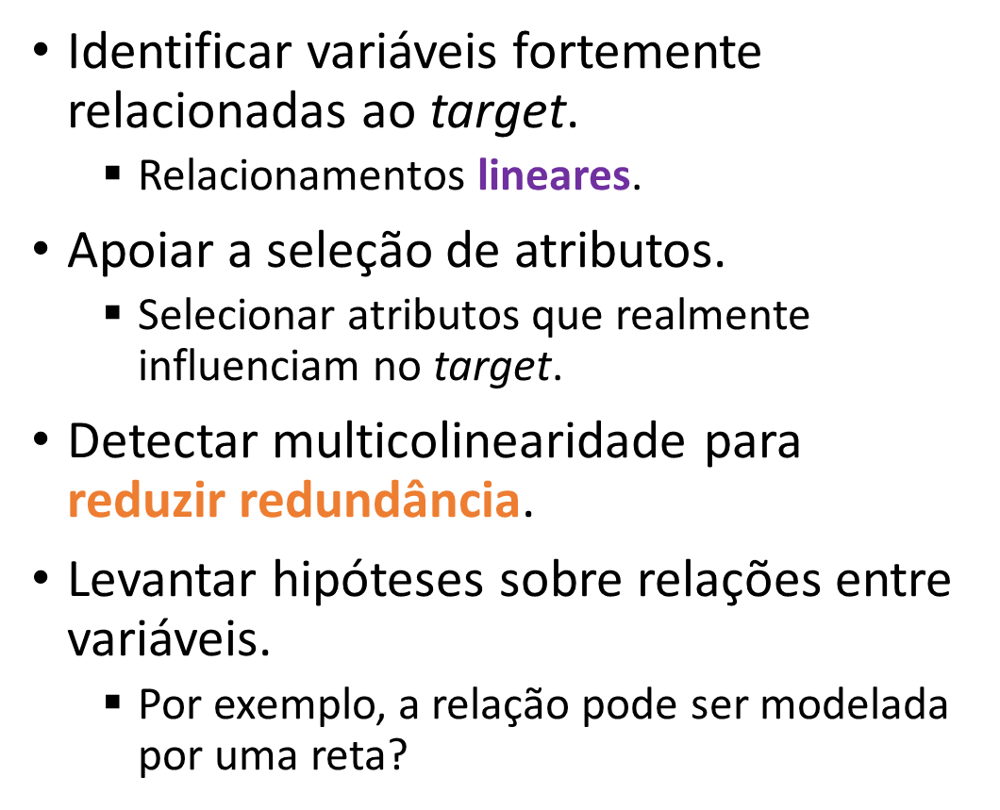 • Identificar variáveis fortemente
relacionadas ao target.
▪ Relacionamentos lineares.
• Apoiar a seleção de atributos.
▪ Selecionar atributos que realmente
influenciam no target.
• Detectar multicolinearidade para
reduzir redundância.
• Levantar hipóteses sobre relações entre
variáveis.
▪ Por exemplo, a relação pode ser modelada
por uma reta?